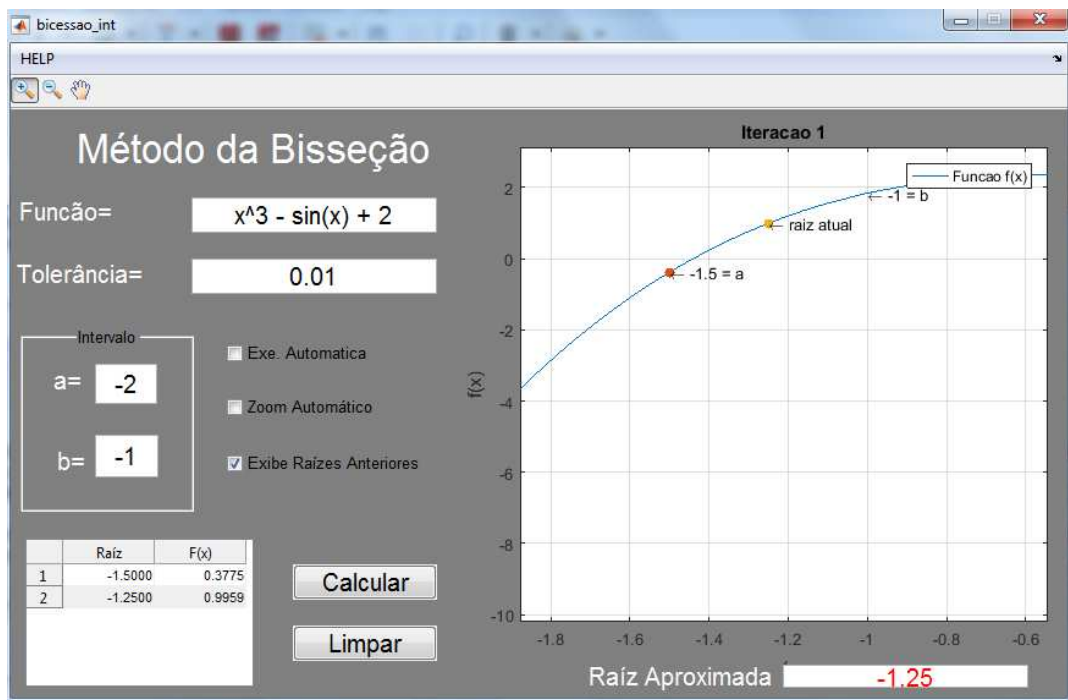 bicessao_int
HELP
Método da Bisseção
Funcão= x^3 - sin(x) + 2
Tolerância= 0.01
Intervalo
a= -2
b= -1
Exe. Automatica
Zoom Automático
Exibe Raízes Anteriores
Raíz F(x)
1 -1.5000 0.3775
2 -1.2500 0.9959
Calcular
Limpar
Iteracao 1
Funcao f(x)
← -1 = b
← raiz atual
← -1.5 = a
f(x)
2
0
-2
-4
-6
-8
-10
-1.8 -1.6 -1.4 -1.2 -1 -0.8 -0.6
Raíz Aproximada -1.25